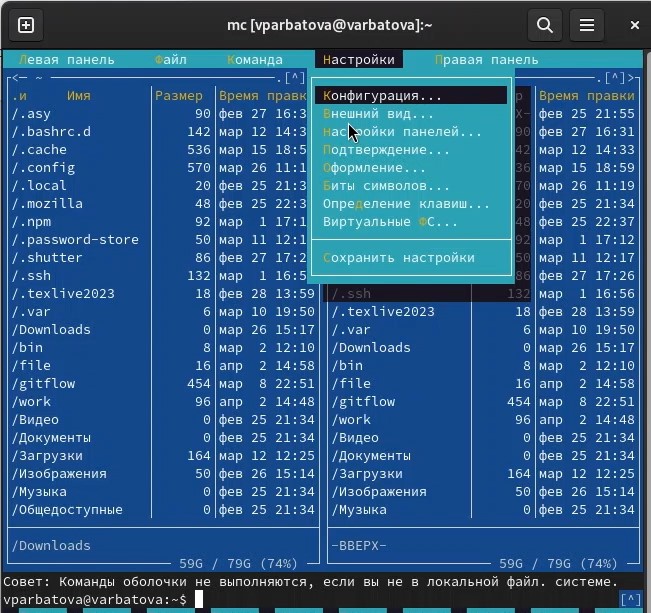 mc [vparbatova@varbatova]:~
Левая панель Файл Команда Настройки Правая панель
<— ~ .[^] .[^]>
.и Имя Размер Время правк Время правки
/.asy 90 фев 27 16:3 фев 25 21:55
/.bashrc.d 142 мар 12 14:3 фев 27 16:31
/.cache 536 мар 15 18:5 мар 12 14:33
/.config 570 мар 26 11:1 мар 15 18:59
/.local 20 фев 25 21:3 мар 26 11:19
/.mozilla 48 фев 25 22:3 фев 25 21:34
/.npm 92 мар 1 17:1 фев 25 22:37
/.password-store 50 мар 11 12:1 мар 1 17:12
/.shutter 86 фев 27 17:2 мар 11 12:17
/.ssh 132 мар 1 16:5 фев 27 17:26
/.texlive2023 18 фев 28 13:59 /.ssh 132 мар 1 16:56
/.var 6 мар 10 19:50 /.texlive2023 18 фев 28 13:59
/Downloads 0 мар 26 15:17 /.var 6 мар 10 19:50
/bin 8 мар 2 12:10 /Downloads 0 мар 26 15:17
/file 16 апр 2 14:58 /bin 8 мар 2 12:10
/gitflow 454 мар 8 22:51 /file 16 апр 2 14:58
/work 96 апр 2 14:48 /gitflow 454 мар 8 22:51
/Видео 0 фев 25 21:34 /work 96 апр 2 14:48
/Документы 0 фев 25 21:34 /Видео 0 фев 25 21:34
/Загрузки 164 мар 12 12:25 /Документы 0 фев 25 21:34
/Изображения 50 фев 26 15:14 /Загрузки 164 мар 12 12:25
/Музыка 0 фев 25 21:34 /Изображения 50 фев 26 15:14
/Общедоступные 0 фев 25 21:34 /Музыка 0 фев 25 21:34
Конфигурация...
Внешний вид...
Настройки панелей...
Подтверждение...
Оформление...
Биты символов...
Определение клавиш...
Виртуальные ФС...
Сохранить настройки
/Downloads -ВВЕРХ-
59G / 79G (74%) 59G / 79G (74%)
Совет: Команды оболочки не выполняются, если вы не в локальной файл. системе.
vparbatova@varbatova:~$ [^]